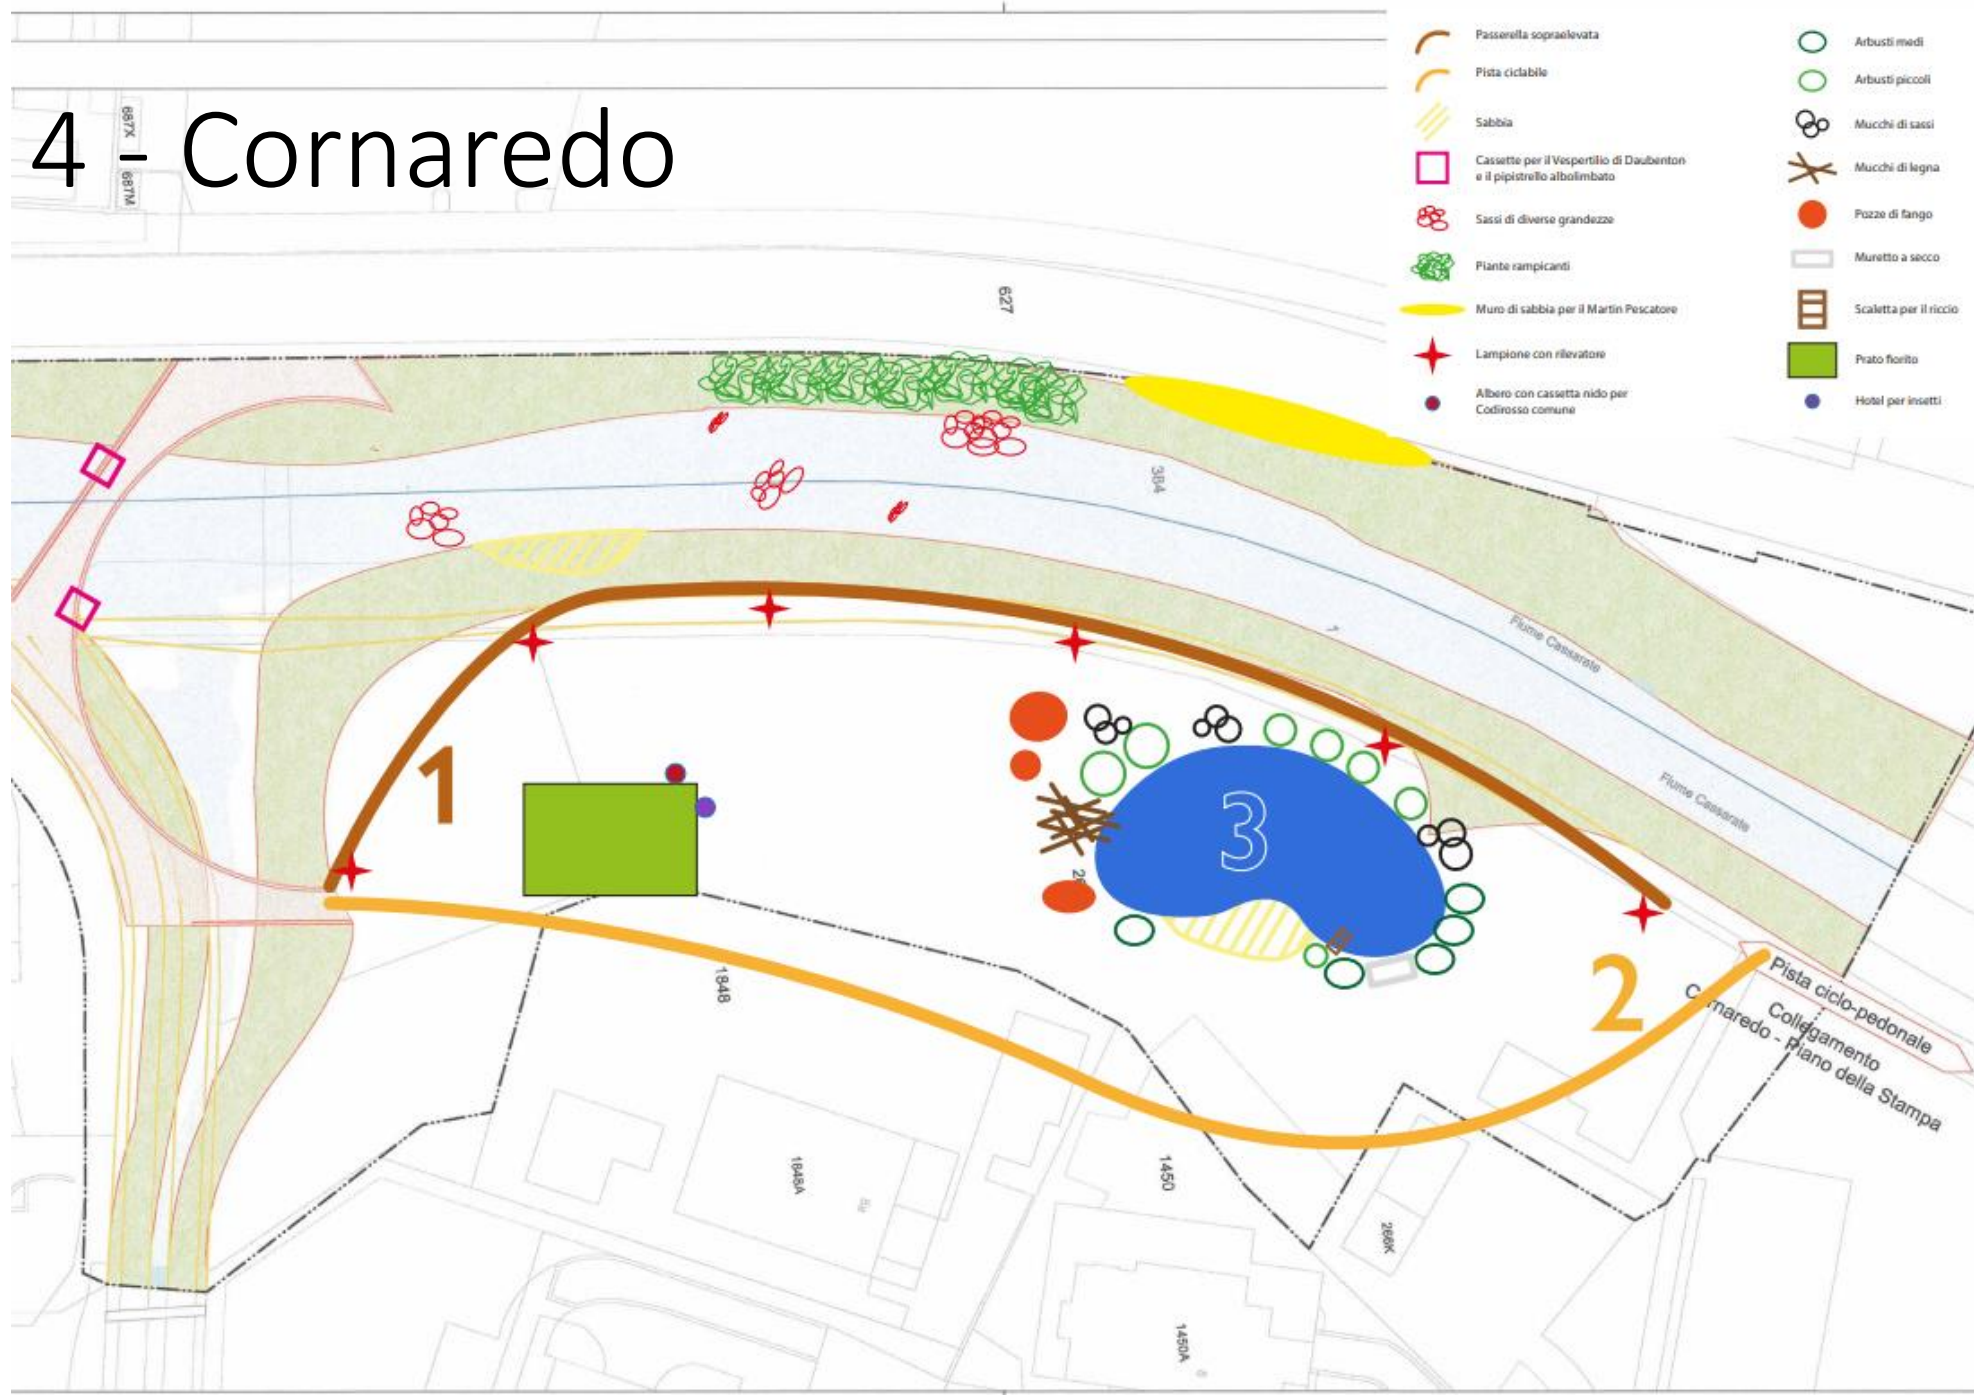 4 - Cornaredo
687X
687M
627
384
Passerella sopraelevata
Pista ciclabile
Sabbia
Cassette per il Vespertilio di Daubenton
e il pipistrello albolimbato
Sassi di diverse grandezze
Piante rampicanti
Muro di sabbia per il Martin Pescatore
Lampione con rilevatore
Albero con cassetta nido per
Codirosso comune
Arbusti medi
Arbusti piccoli
Mucchi di sassi
Mucchi di legna
Pozze di fango
Muretto a secco
Scaletta per il riccio
Prato fiorito
Hotel per insetti
Fiume Cassarate
Fiume Cassarate
1
3
2
Pista ciclo-pedonale
Collegamento
Cornaredo - Piano della Stampa
1848
1848A
1450
266K
1450A